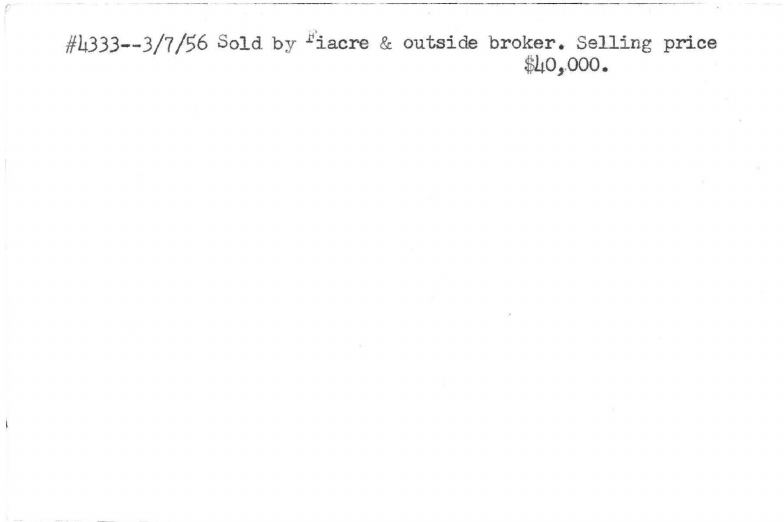 #4333--3/7/56 Sold by Fiacre & outside broker. Selling price
$40,000.